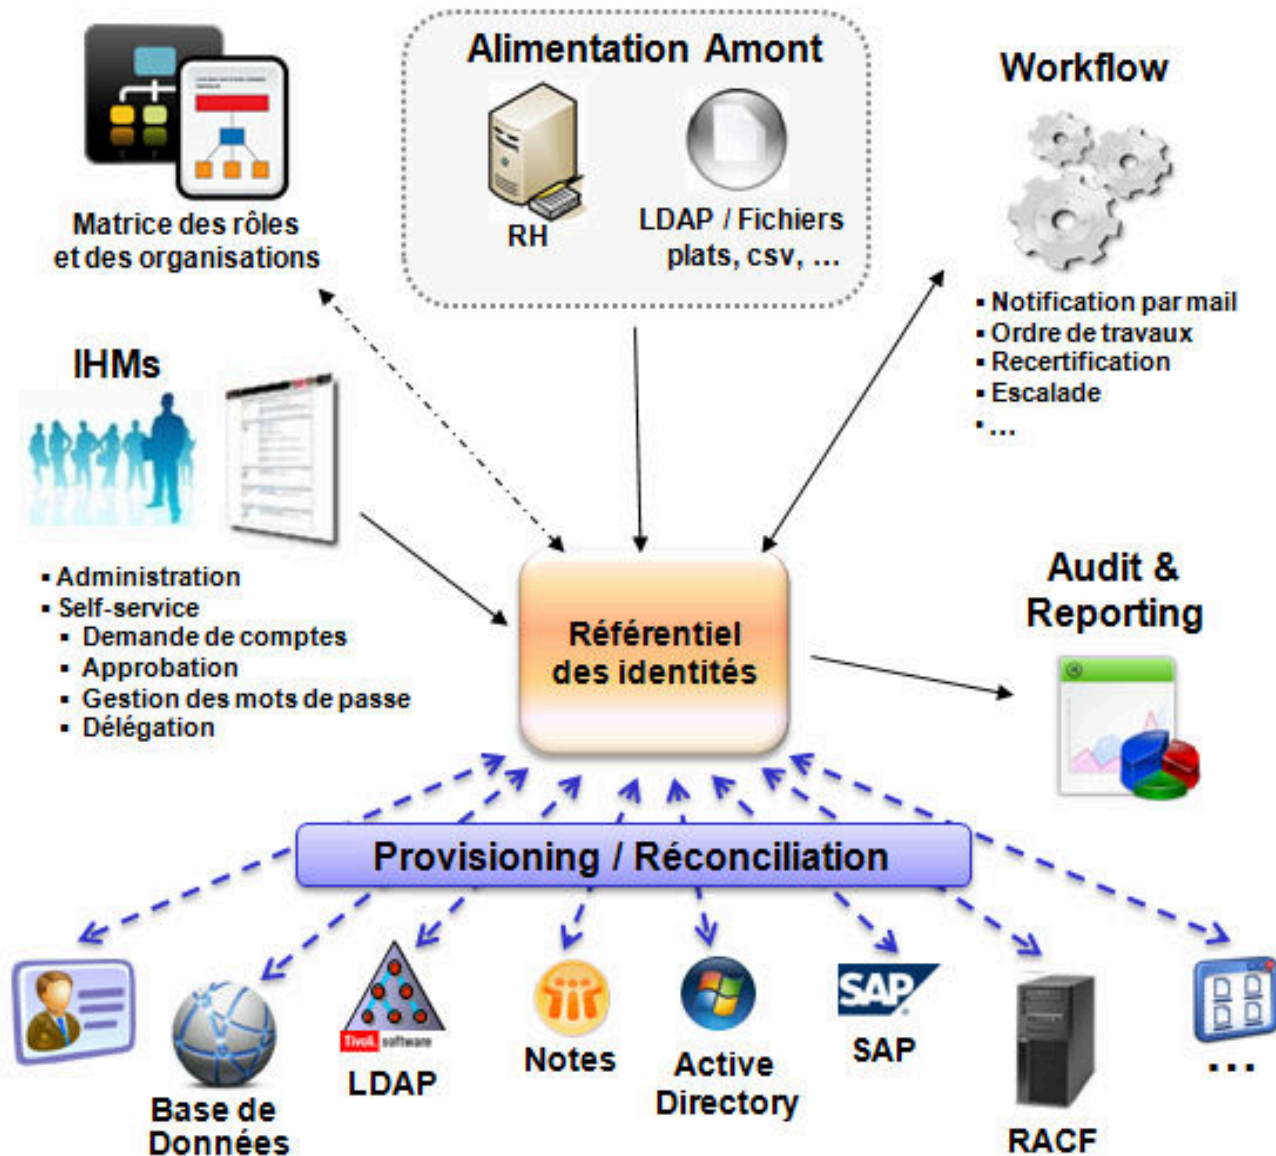 Alimentation Amont
RH
LDAP / Fichiers
plats, csv, ...
Workflow
▪ Notification par mail
▪ Ordre de travaux
▪ Recertification
▪ Escalade
▪ ...
Matrice des rôles
et des organisations
IHMs
▪ Administration
▪ Self-service
▪ Demande de comptes
▪ Approbation
▪ Gestion des mots de passe
▪ Délégation
Référentiel
des identités
Audit &
Reporting
Provisioning / Réconciliation
Base de
Données
Tivoli. software
LDAP
Notes
Active
Directory
SAP
SAP
RACF
...